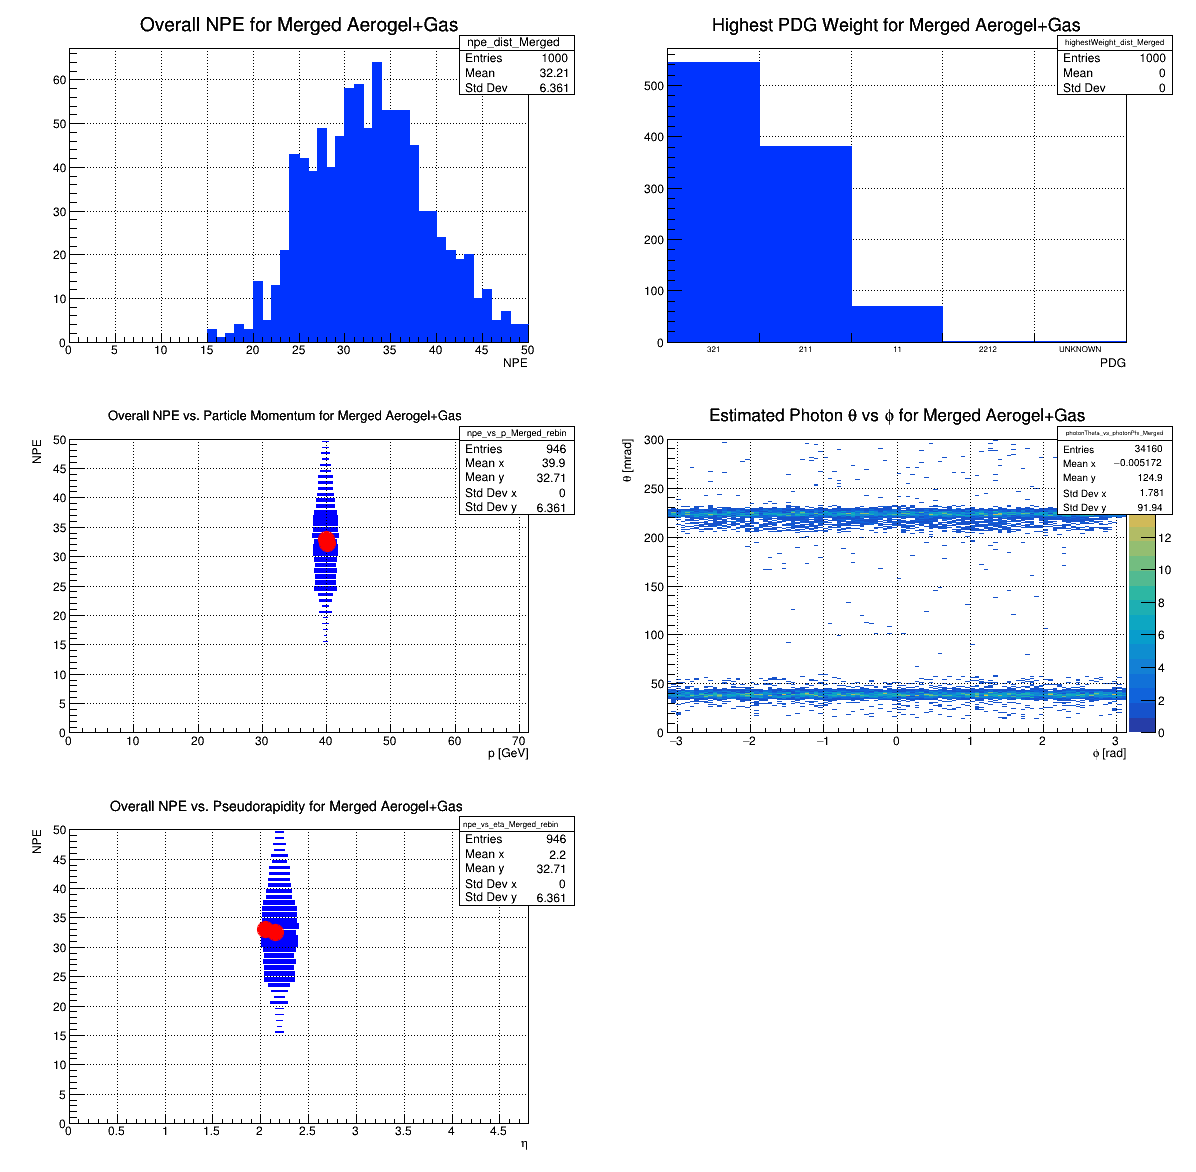 Overall NPE for Merged Aerogel+Gas
npe_dist_Merged
Entries 1000
Mean 32.21
Std Dev 6.361
60
50
40
30
20
10
0
0 5 10 15 20 25 30 35 40 45 50
NPE
Highest PDG Weight for Merged Aerogel+Gas
highestWeight_dist_Merged
Entries 1000
Mean 0
Std Dev 0
500
400
300
200
100
0
321 211 11 2212 UNKNOWN
PDG
Overall NPE vs. Particle Momentum for Merged Aerogel+Gas
npe_vs_p_Merged_rebin
Entries 946
Mean x 39.9
Mean y 32.71
Std Dev x 0
Std Dev y 6.361
NPE
50
45
40
35
30
25
20
15
10
5
0
0 10 20 30 40 50 60 70
p [GeV]
Estimated Photon θ vs ϕ for Merged Aerogel+Gas
photonTheta_vs_photonPhi_Merged
Entries 34160
Mean x −0.005172
Mean y 124.9
Std Dev x 1.781
Std Dev y 91.94
θ [mrad]
300
250
200
150
100
50
0
−3 −2 −1 0 1 2 3
ϕ [rad]
12
10
8
6
4
2
0
Overall NPE vs. Pseudorapidity for Merged Aerogel+Gas
npe_vs_eta_Merged_rebin
Entries 946
Mean x 2.2
Mean y 32.71
Std Dev x 0
Std Dev y 6.361
NPE
50
45
40
35
30
25
20
15
10
5
0
0 0.5 1 1.5 2 2.5 3 3.5 4 4.5
η